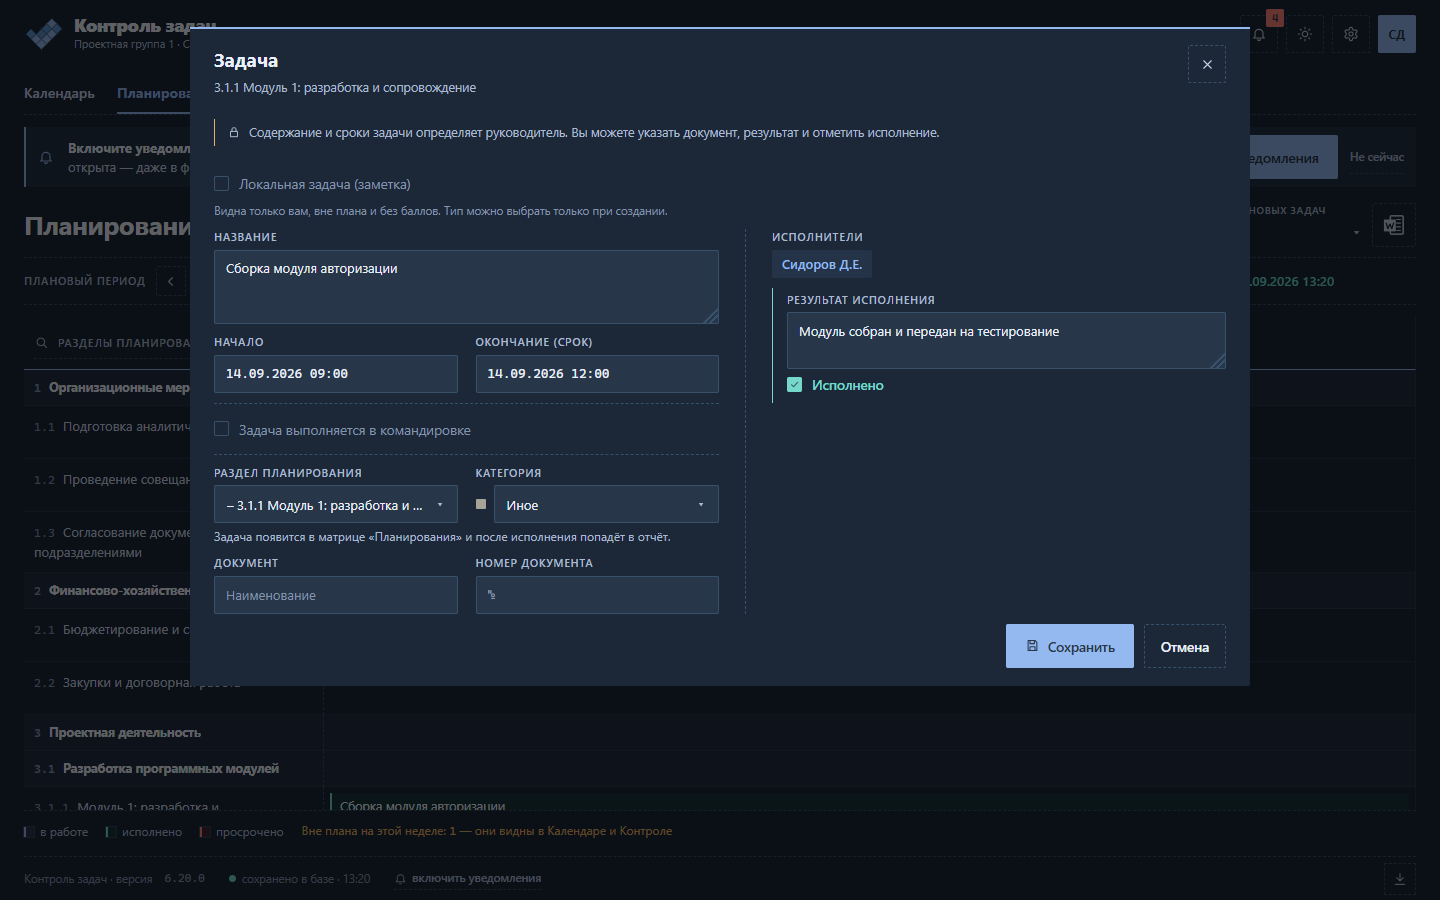 Контроль задач
Проектная группа 1 · С
4
СД
Календарь
Планирова
Задача
3.1.1 Модуль 1: разработка и сопровождение
Содержание и сроки задачи определяет руководитель. Вы можете указать документ, результат и отметить исполнение.
Включите уведомл
открыта — даже в ф
едомления
Не сейчас
Локальная задача (заметка)
Видна только вам, вне плана и без баллов. Тип можно выбрать только при создании.
Планировани
НОВЫХ ЗАДАЧ
НАЗВАНИЕ
Сборка модуля авторизации
ИСПОЛНИТЕЛИ
Сидоров Д.Е.
ПЛАНОВЫЙ ПЕРИОД
.09.2026 13:20
РЕЗУЛЬТАТ ИСПОЛНЕНИЯ
Модуль собран и передан на тестирование
Исполнено
НАЧАЛО
ОКОНЧАНИЕ (СРОК)
14.09.2026 09:00
14.09.2026 12:00
РАЗДЕЛЫ ПЛАНИРОВА
1 Организационные мер
1.1 Подготовка аналитич
1.2 Проведение совещан
1.3 Согласование докуме
подразделениями
2 Финансово-хозяйствен
2.1 Бюджетирование и с
2.2 Закупки и договорная работа
3 Проектная деятельность
3.1 Разработка программных модулей
3.1.1 Модуль 1: разработка и
Сборка модуля авторизации
Задача выполняется в командировке
РАЗДЕЛ ПЛАНИРОВАНИЯ
КАТЕГОРИЯ
– 3.1.1 Модуль 1: разработка и ...
Иное
Задача появится в матрице «Планирования» и после исполнения попадёт в отчёт.
ДОКУМЕНТ
НОМЕР ДОКУМЕНТА
Наименование
№
Сохранить
Отмена
в работе
исполнено
просрочено
Вне плана на этой неделе: 1 — они видны в Календаре и Контроле
Контроль задач · версия 6.20.0
сохранено в базе · 13:20
включить уведомления